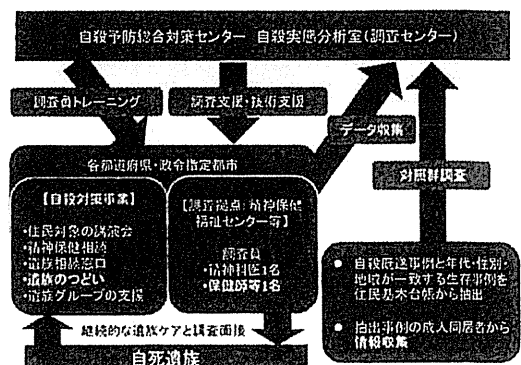 自殺予防総合対策センター 自殺実態分析室(調査センター)
調査員トレーニング
調査支援・技術支援
データ収集
対照群調査
各都道府県・政令指定都市
【自殺対策事業】
・住民対象の講演会
・精神保健相談
・遺族相談窓口
・遺族のつどい
・遺族グループの支援
【調査拠点:精神保健
福祉センター等】
調査員
・精神科医1名
・保健師等1名
● 自殺既遂事例と年代・性別・
地域が一致する生存事例を
住民基本台帳から抽出
● 抽出事例の成人同居者から
情報収集
継続的な遺族ケアと調査面接
自死遺族